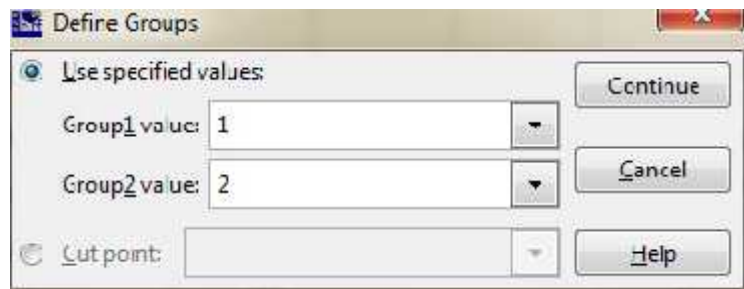 Define Groups
Use specified values:
Continue
Group1 value: 1
Group2 value: 2
Cancel
Cut point:
Help